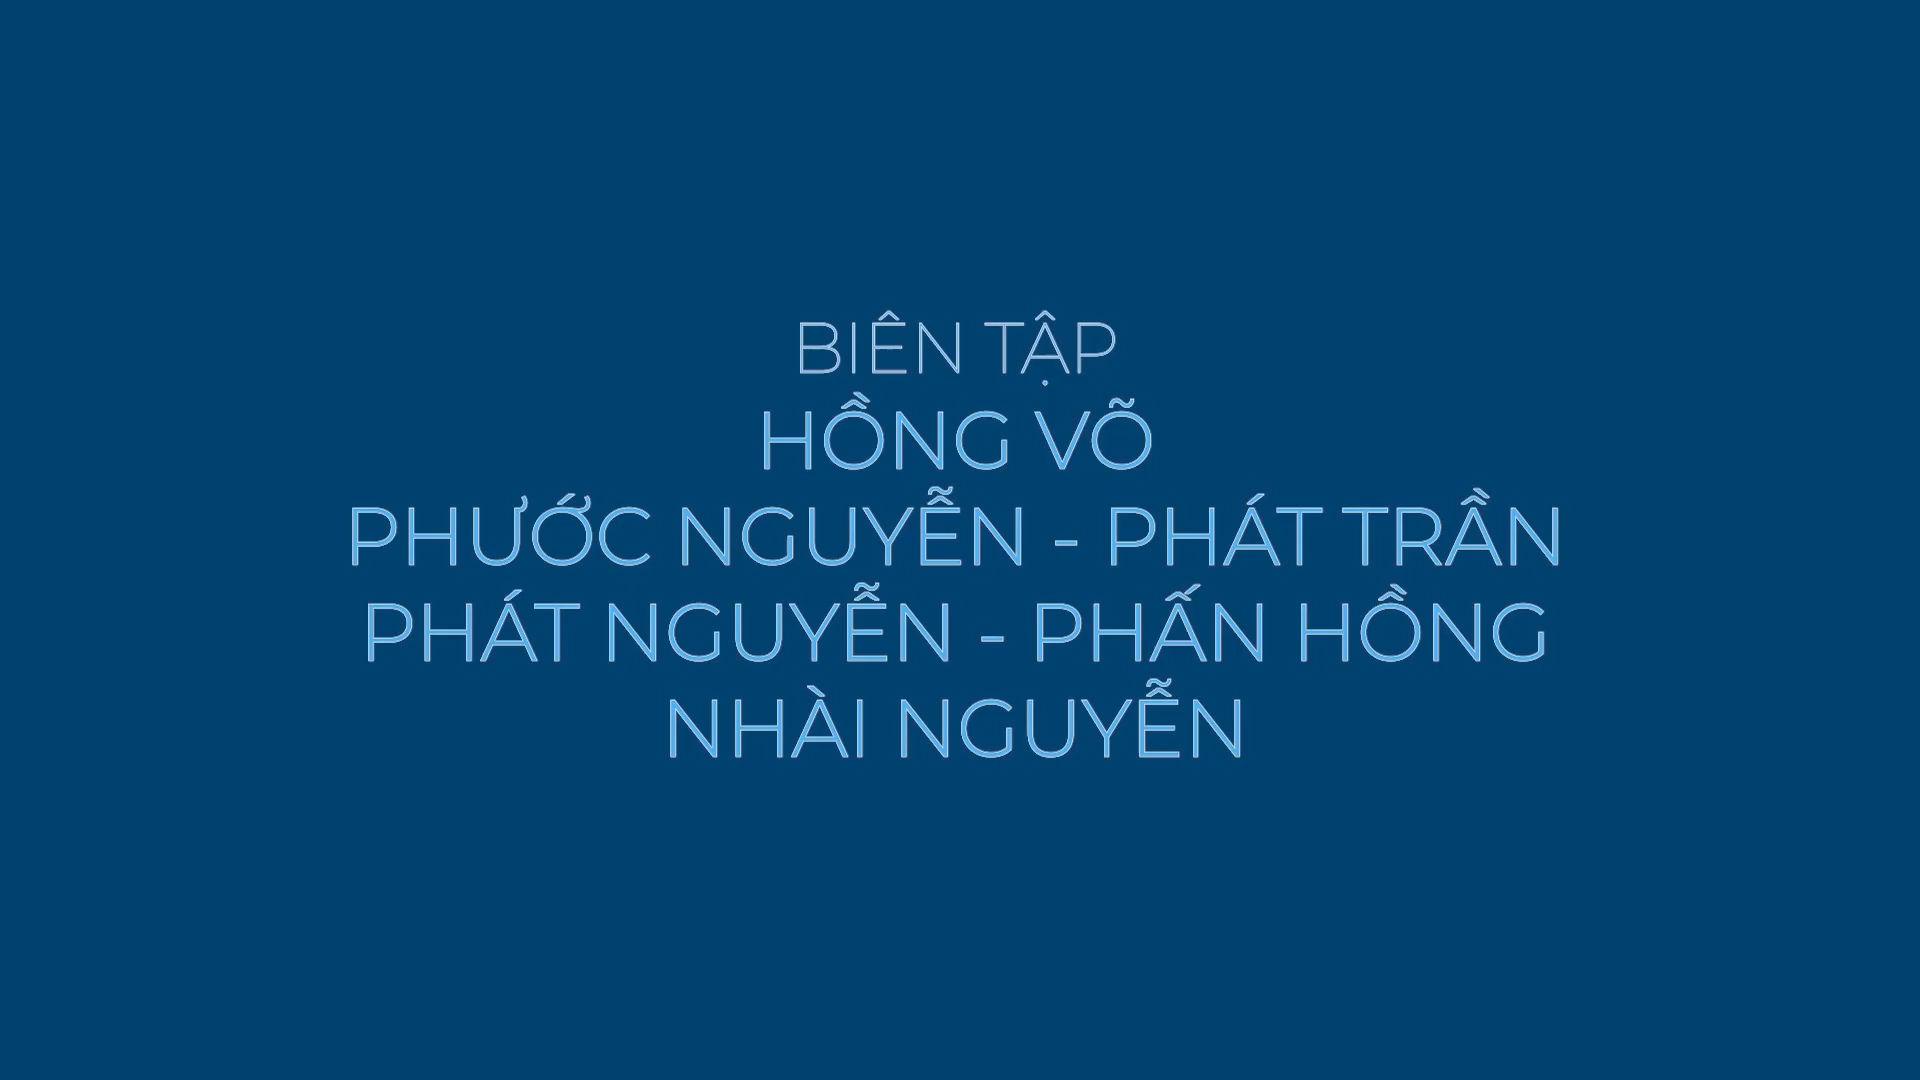 BIÊN TẬP
HỒNG VÕ
PHƯỚC NGUYỄN - PHÁT TRẦN
PHÁT NGUYỄN - PHẤN HỒNG
NHÀI NGUYỄN